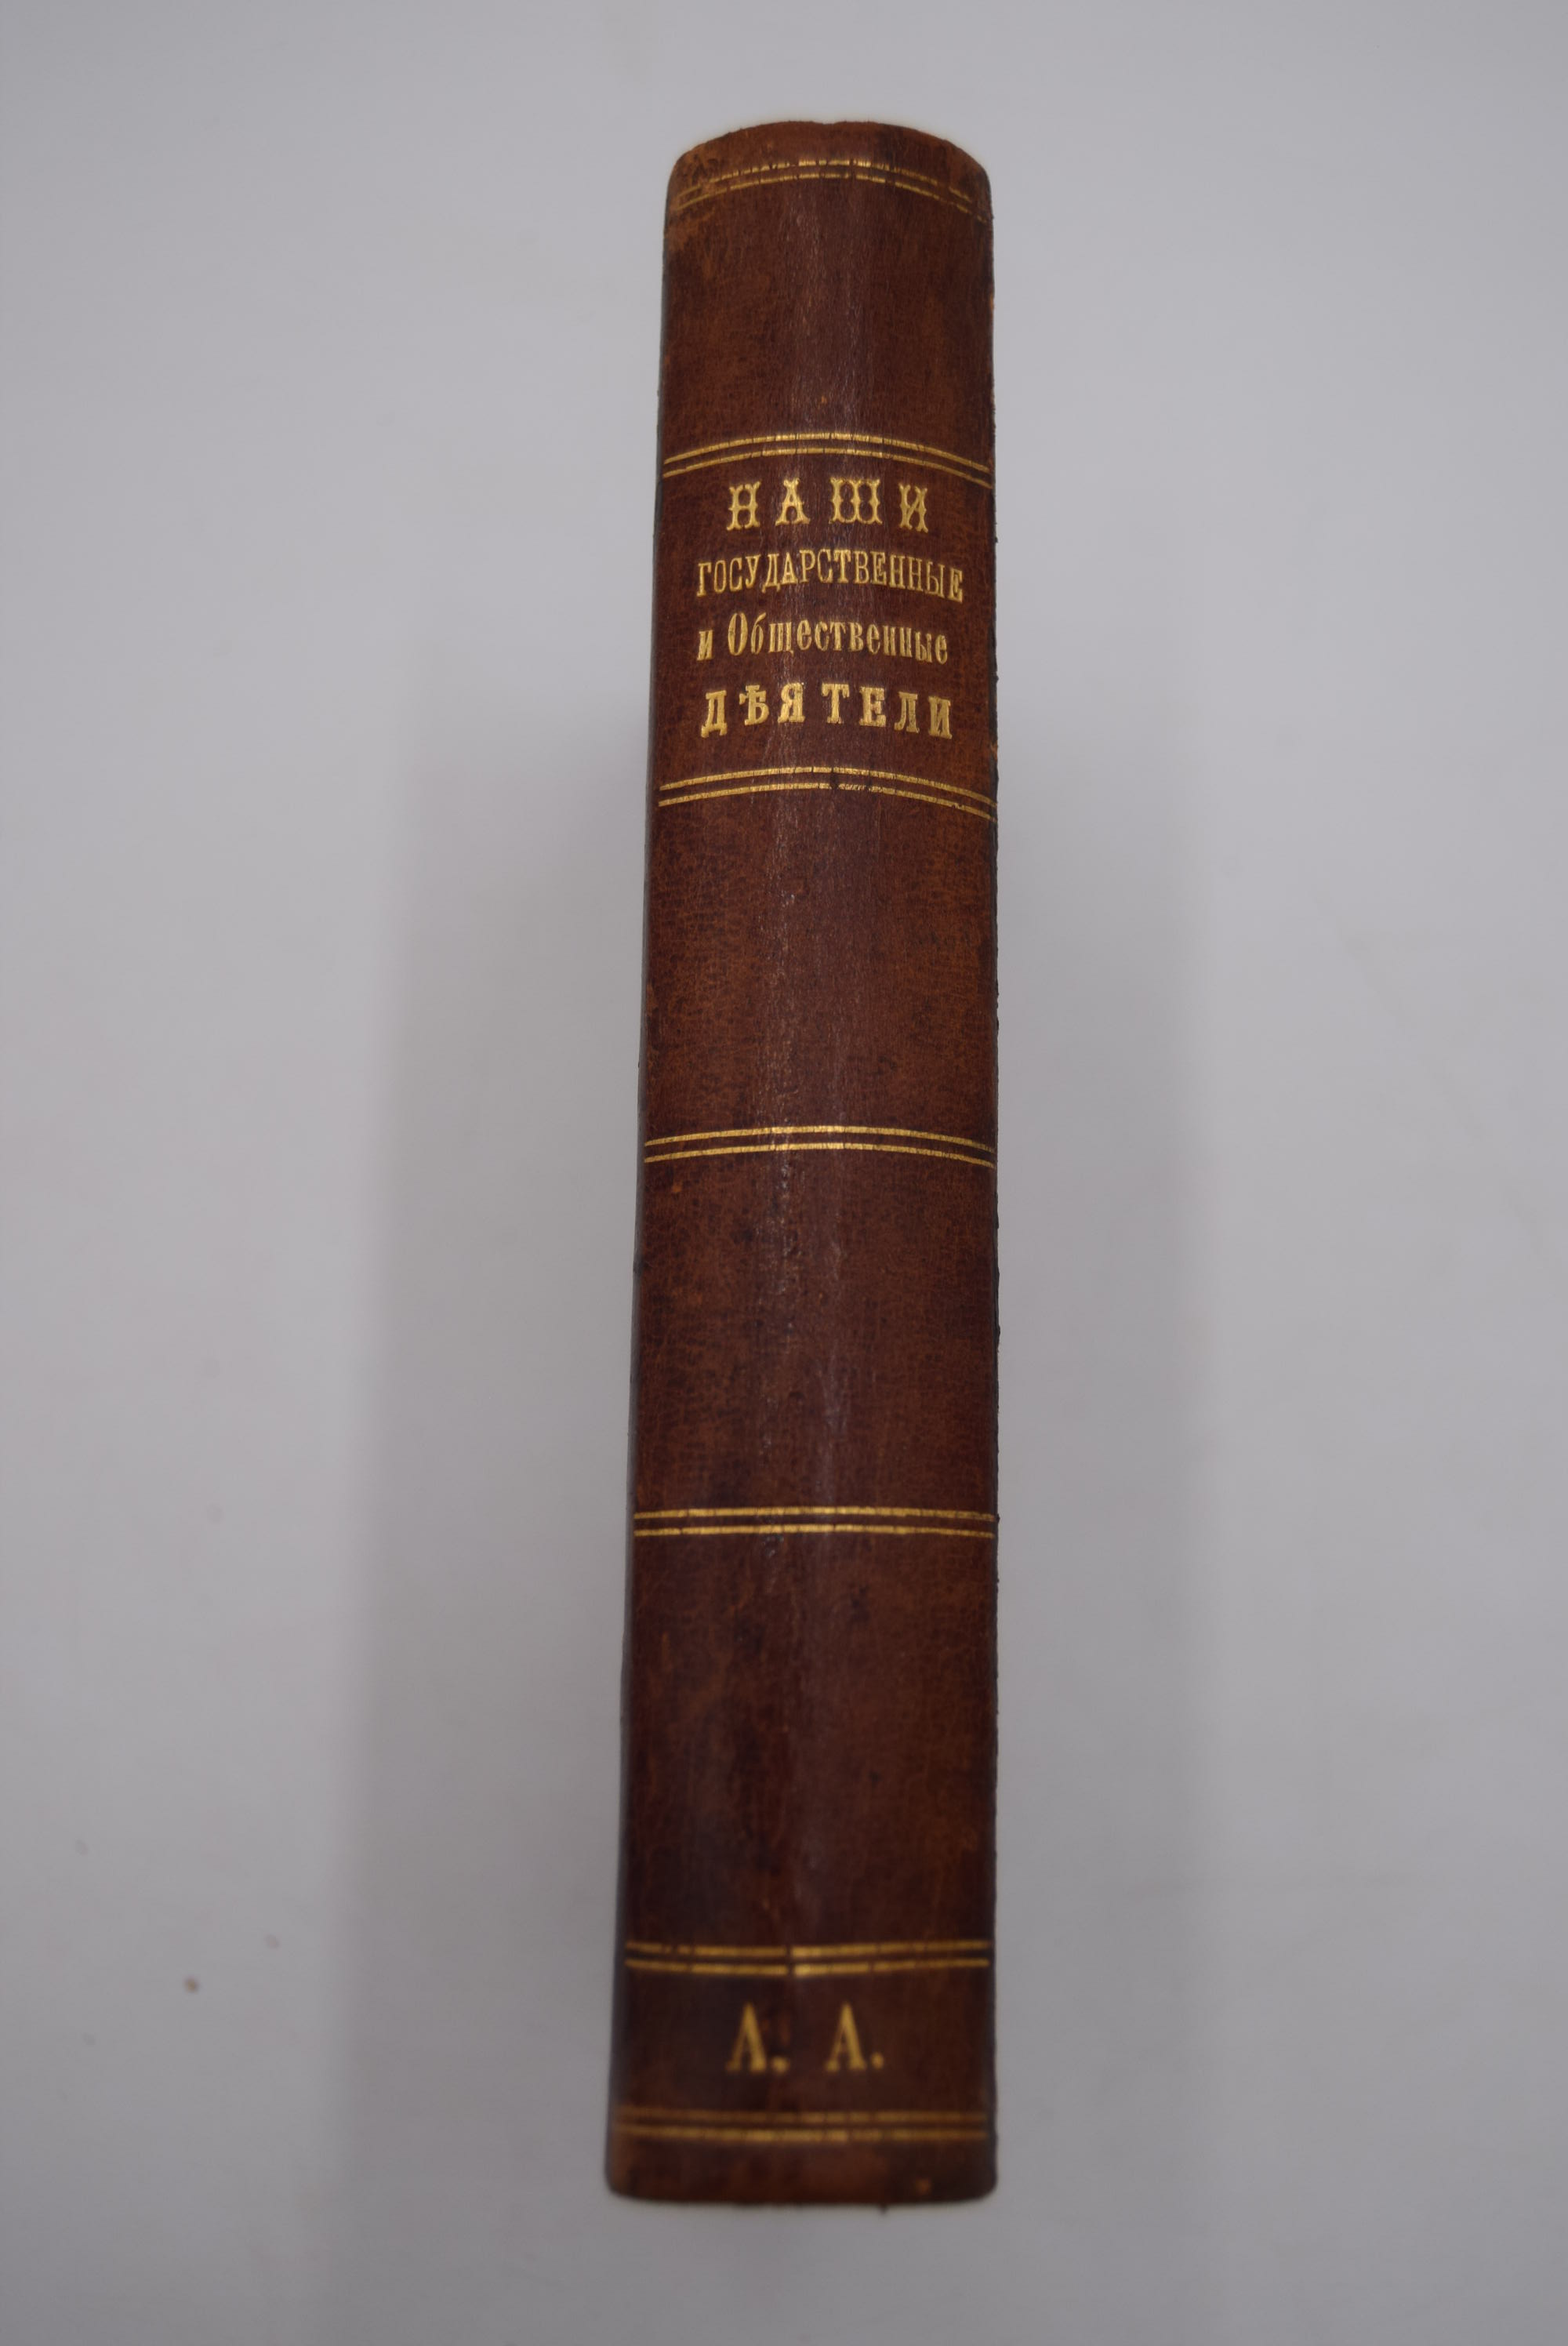 НАШИ
ГОСУДАРСТВЕННЫЕ
и Общественные
ДѢЯТЕЛИ
А. А.